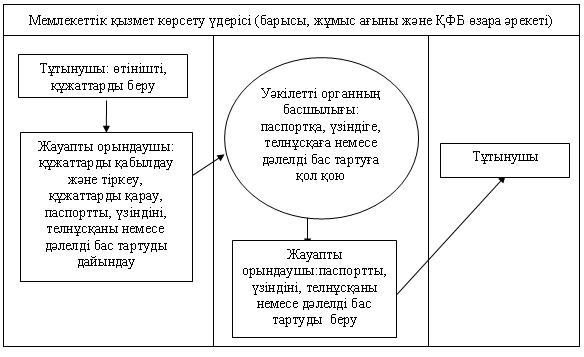 Мемлекеттік қызмет көрсету үдерісі (барысы, жұмыс ағыны және ҚФБ өзара әрекеті)
Тұтынушы: өтінішті,
құжаттарды беру
Жауапты орындаушы:
құжаттарды қабылдау
және тіркеу,
құжаттарды қарау,
паспортты, үзіндіні,
телнұсқаны немесе
дәлелді бас тартуды
дайындау
Уәкілетті органның
басшылығы:
паспортқа, үзіндіге,
телнұсқаға немесе
дәлелді бас тартуға
қол қою
Жауапты
орындаушы:паспортты,
үзіндіні, телнұсқаны
немесе дәлелді бас
тартуды беру
Тұтынушы